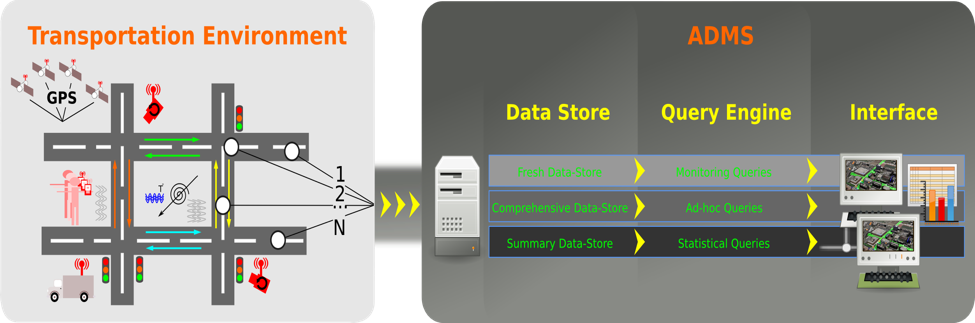 Transportation Environment
GPS
T
1
2
...
N
ADMS
Data Store
Query Engine
Interface
Fresh Data-Store
Monitoring Queries
Comprehensive Data-Store
Ad-hoc Queries
Summary Data-Store
Statistical Queries